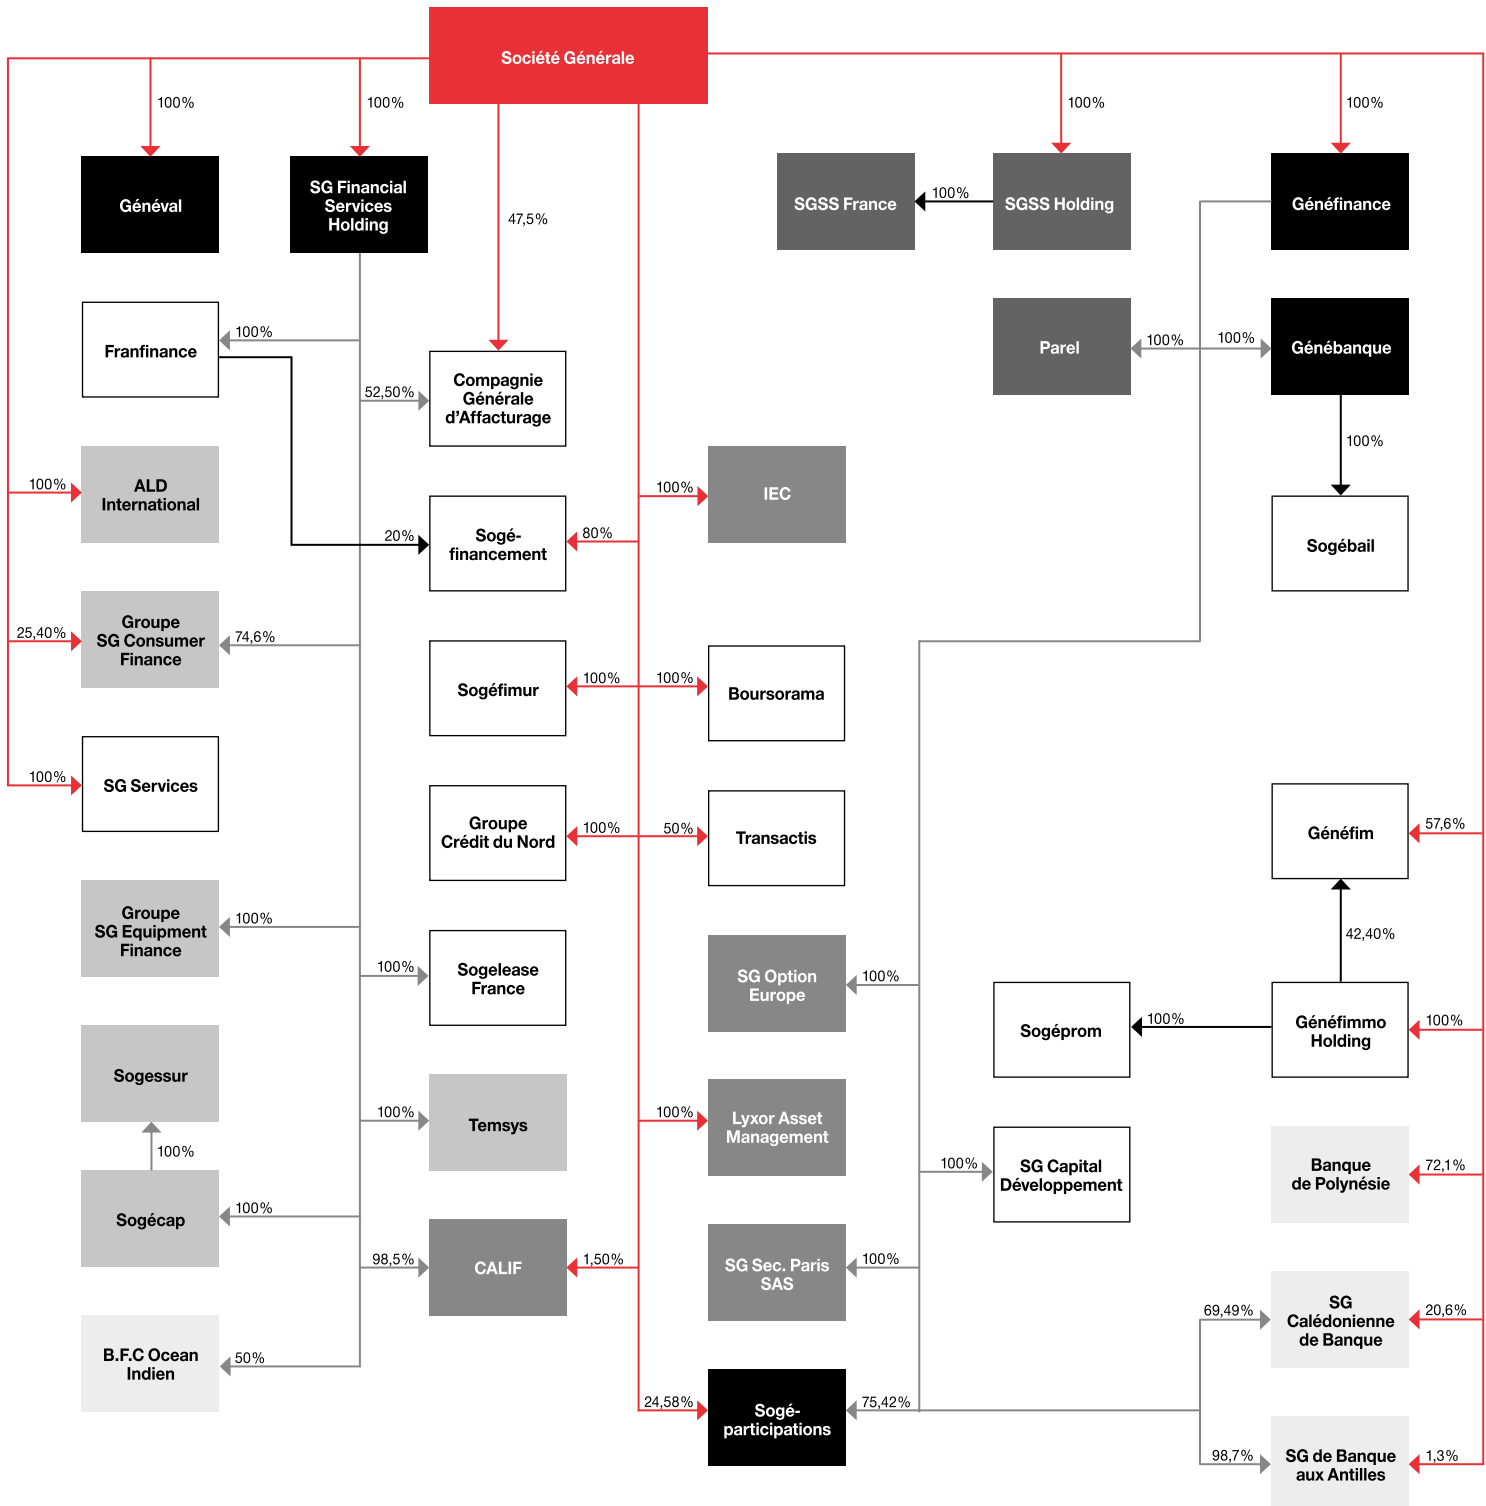 Société Générale
100%
100%
100%
100%
Généval
SG Financial
Services
Holding
47,5%
SGSS France
100%
SGSS Holding
Généfinance
Franfinance
100%
52,50%
Compagnie
Générale
d’Affacturage
Parel
100%
100%
Génébanque
100%
100%
ALD
International
20%
Sogé-
financement
80%
100%
IEC
Sogébail
25,40%
Groupe
SG Consumer
Finance
74,6%
Sogéfimur
100%
100%
Boursorama
100%
SG Services
Groupe
Crédit du Nord
100%
50%
Transactis
Généfim
57,6%
Groupe
SG Equipment
Finance
100%
42,40%
100%
Sogelease
France
SG Option
Europe
100%
Sogéprom
100%
Généfimmo
Holding
100%
Sogessur
100%
100%
Temsys
100%
Lyxor Asset
Management
100%
SG Capital
Développement
Banque
de Polynésie
72,1%
Sogécap
100%
98,5%
CALIF
1,50%
SG Sec. Paris
SAS
100%
69,49%
SG
Calédonienne
de Banque
20,6%
B.F.C Ocean
Indien
50%
24,58%
Sogé-
participations
75,42%
98,7%
SG de Banque
aux Antilles
1,3%